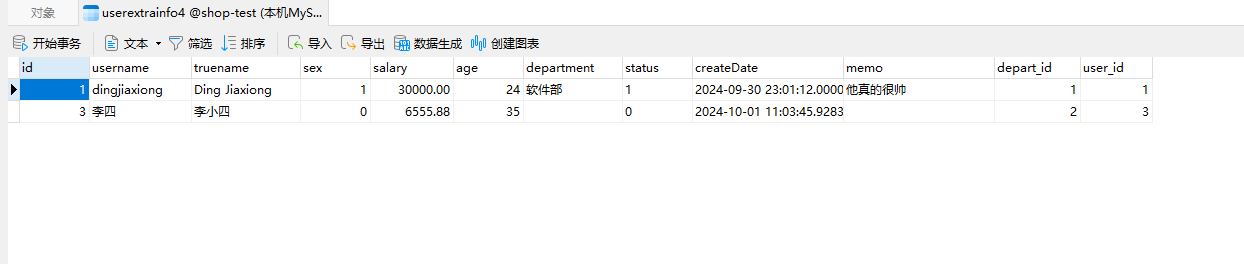 对象 userextrainfo4 @shop-test (本机MyS...
开始事务 文本 筛选 排序 导入 导出 数据生成 创建图表
id username truename sex salary age department status createDate memo depart_id user_id
1 dingjiaxiong Ding Jiaxiong 1 30000.00 24 软件部 1 2024-09-30 23:01:12.0000 他真的很帅 1 1
3 李四 李小四 0 6555.88 35 0 2024-10-01 11:03:45.9283 2 3